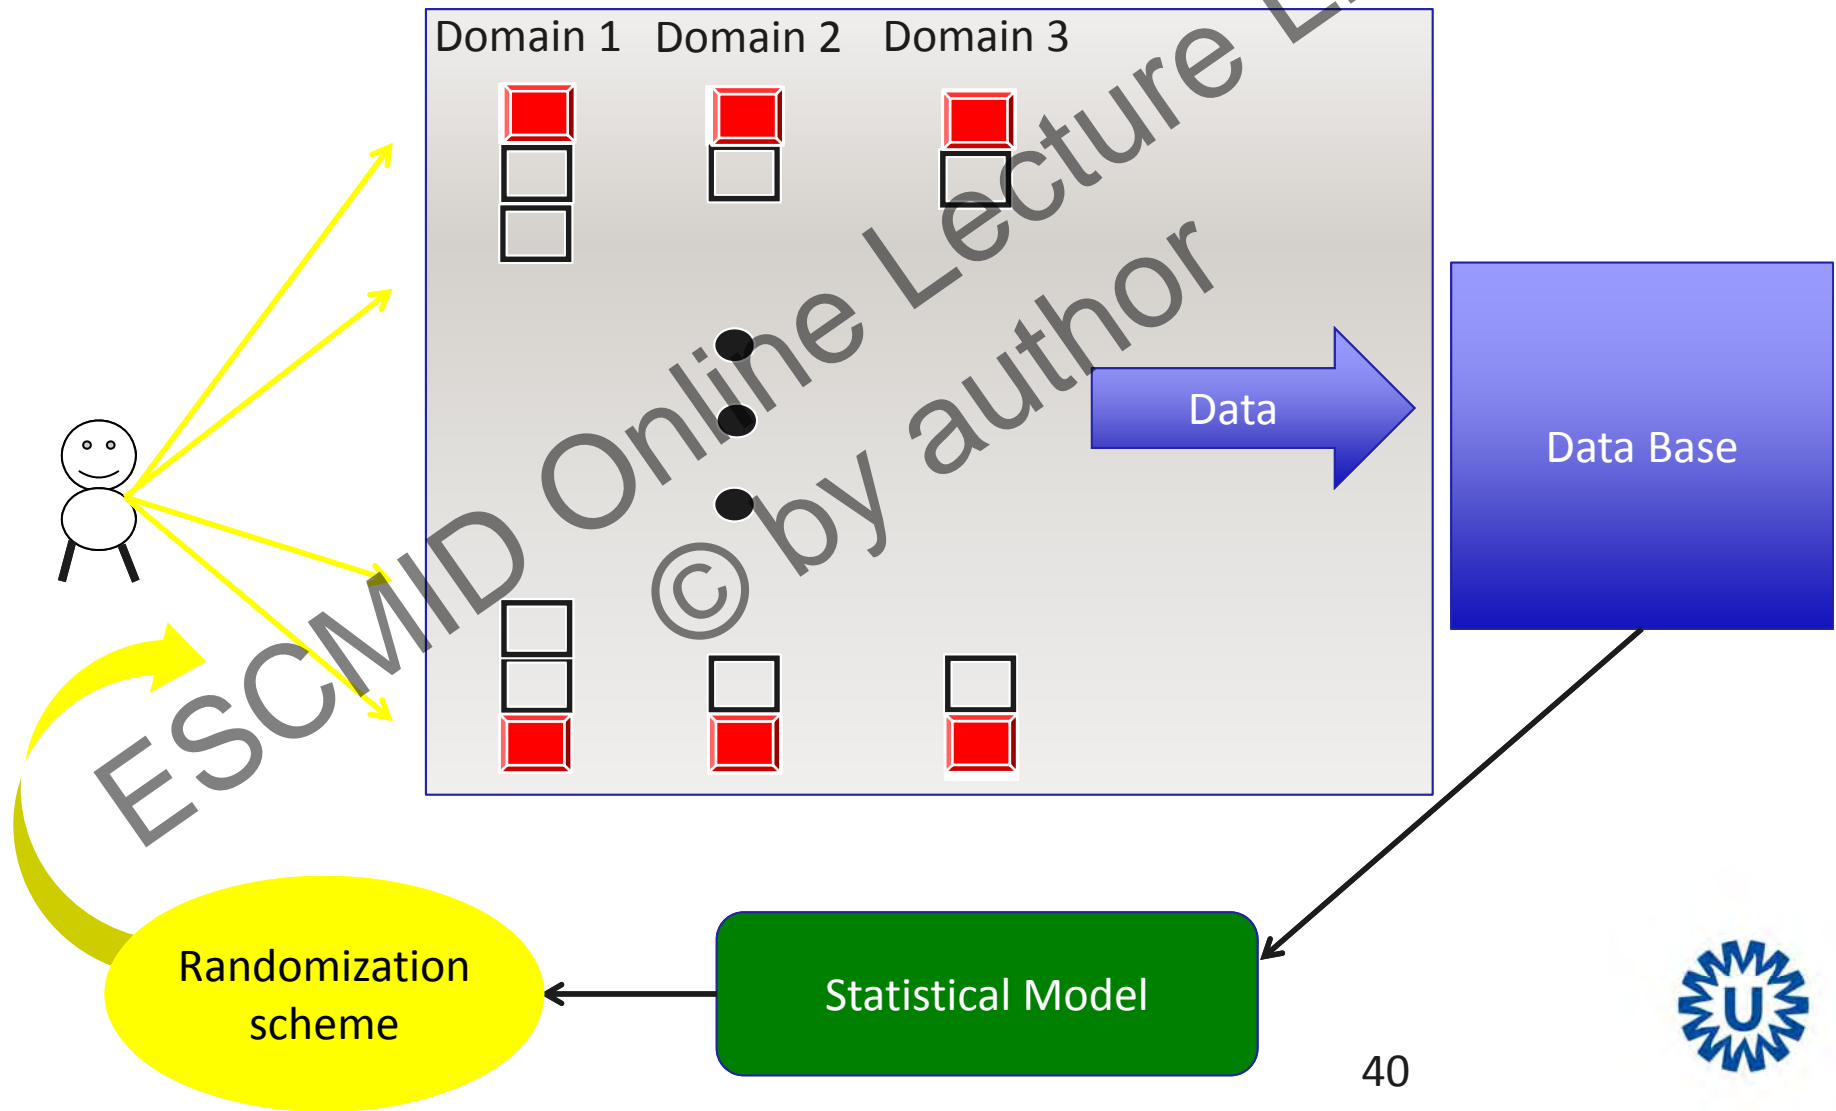 Domain 1 Domain 2 Domain 3
ESCMID Online Lecture
© by author
Data
Data Base
Randomization
scheme
Statistical Model
40
U